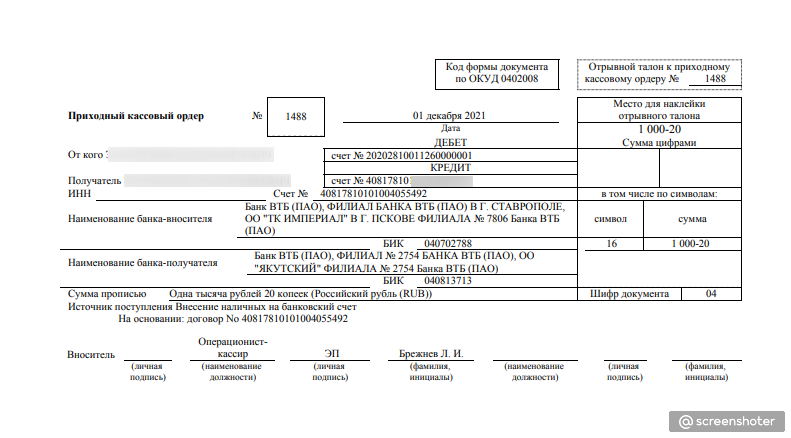 Код формы документа
по ОКУД 0402008
Отрывной талон к приходному
кассовому ордеру № 1488
Приходный кассовый ордер № 1488
01 декабря 2021
Дата
Место для наклейки
отрывного талона
1 000-20
Сумма цифрами
ДЕБЕТ
От кого
счет № 20202810011260000001
КРЕДИТ
Получатель
счет № 40817810
ИНН Счет № 40817810101004055492
в том числе по символам:
Наименование банка-вносителя
Банк ВТБ (ПАО), ФИЛИАЛ БАНКА ВТБ (ПАО) В Г. СТАВРОПОЛЕ,
ОО "ТК ИМПЕРИАЛ" В Г. ПСКОВЕ ФИЛИАЛА № 7806 Банка ВТБ
(ПАО)
символ сумма
БИК 040702788
16 1 000-20
Наименование банка-получателя
Банк ВТБ (ПАО), ФИЛИАЛ № 2754 БАНКА ВТБ (ПАО), ОО
"ЯКУТСКИЙ" ФИЛИАЛА № 2754 Банка ВТБ (ПАО)
БИК 040813713
Сумма прописью Одна тысяча рублей 20 копеек (Российский рубль (RUB))
Шифр документа 04
Источник поступления Внесение наличных на банковский счет
На основании: договор No 40817810101004055492
Вноситель
Операционист-
кассир
ЭП
Брежнев Л. И.
(личная
подпись)
(наименование
должности)
(личная
подпись)
(фамилия,
инициалы)
(наименование
должности)
(личная
подпись)
(фамилия,
инициалы)
@ screenshoter